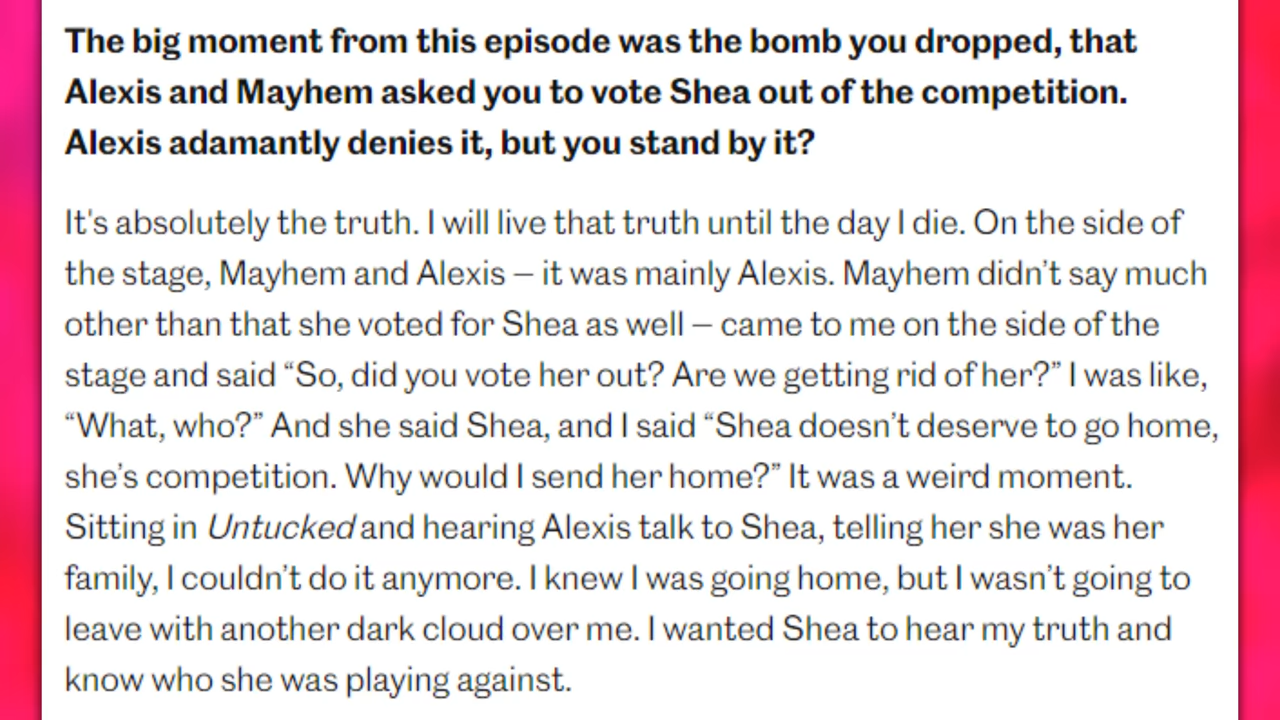 The big moment from this episode was the bomb you dropped, that
Alexis and Mayhem asked you to vote Shea out of the competition.
Alexis adamantly denies it, but you stand by it?
It's absolutely the truth. I will live that truth until the day I die. On the side of
the stage, Mayhem and Alexis – it was mainly Alexis. Mayhem didn’t say much
other than that she voted for Shea as well – came to me on the side of the
stage and said “So, did you vote her out? Are we getting rid of her?” I was like,
“What, who?” And she said Shea, and I said “Shea doesn’t deserve to go home,
she’s competition. Why would I send her home?” It was a weird moment.
Sitting in Untucked and hearing Alexis talk to Shea, telling her she was her
family, I couldn’t do it anymore. I knew I was going home, but I wasn’t going to
leave with another dark cloud over me. I wanted Shea to hear my truth and
know who she was playing against.